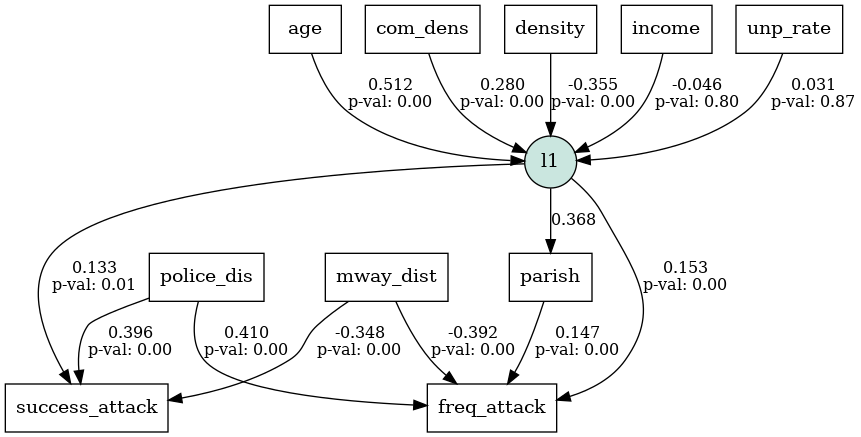 age
com_dens
density
income
unp_rate
0.512
p-val: 0.00
0.280
p-val: 0.00
-0.355
p-val: 0.00
-0.046
p-val: 0.80
0.031
p-val: 0.87
l1
0.368
police_dis
mway_dist
parish
0.133
p-val: 0.01
0.153
p-val: 0.00
0.396
p-val: 0.00
0.410
p-val: 0.00
-0.348
p-val: 0.00
-0.392
p-val: 0.00
0.147
p-val: 0.00
success_attack
freq_attack